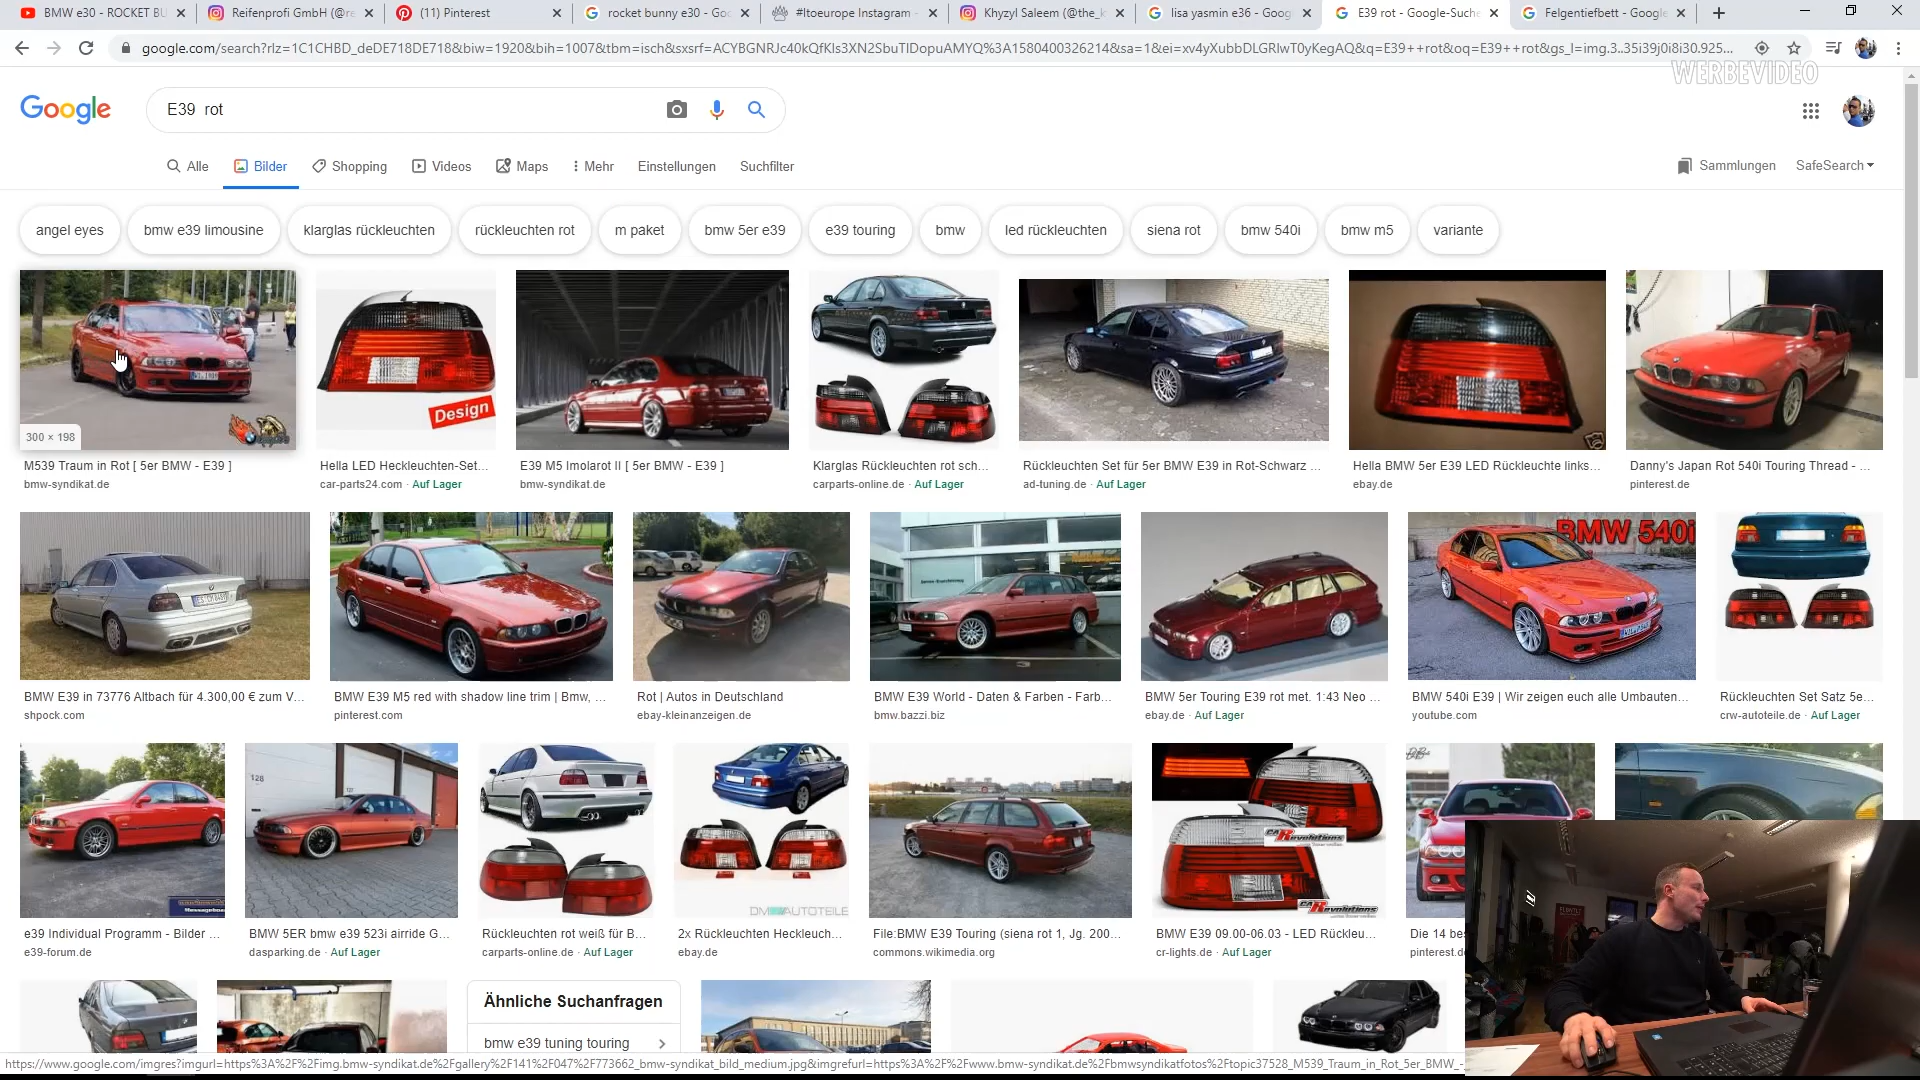 BMW e30 - ROCKET BU
Reifenprofi GmbH (@re
(11) Pinterest
rocket bunny e30 - Goo
#ltoeurope Instagram
Khyzyl Saleem (@the_k
lisa yasmin e36 - Goog
E39 rot - Google-Suche
Felgentiefbett - Google
google.com/search?rlz=1C1CHBD_deDE718DE718&biw=1920&bih=1007&tbm=isch&sxsrf=ACYBGNRJc40kQfKls3XN2SbuTlDopuAMYQ%3A1580400326214&sa=1&ei=xv4yXubbDLGRlwT0yKegAQ&q=E39++rot&oq=E39++rot&gs_l=img.3..35i39j0i8i30.925...
WERBEVIDEO
Google
E39 rot
Alle
Bilder
Shopping
Videos
Maps
Mehr
Einstellungen
Suchfilter
Sammlungen
SafeSearch
angel eyes
bmw e39 limousine
klarglas rückleuchten
rückleuchten rot
m paket
bmw 5er e39
e39 touring
bmw
led rückleuchten
siena rot
bmw 540i
bmw m5
variante
300 × 198
Design
M539 Traum in Rot [ 5er BMW - E39 ]
bmw-syndikat.de
Hella LED Heckleuchten-Set...
car-parts24.com · Auf Lager
E39 M5 Imolarot II [ 5er BMW - E39 ]
bmw-syndikat.de
Klarglas Rückleuchten rot sch...
carparts-online.de · Auf Lager
Rückleuchten Set für 5er BMW E39 in Rot-Schwarz ...
ad-tuning.de · Auf Lager
Hella BMW 5er E39 LED Rückleuchte links...
ebay.de
Danny's Japan Rot 540i Touring Thread - ...
pinterest.de
BMW 540i
BMW E39 in 73776 Altbach für 4.300,00 € zum V...
shpock.com
BMW E39 M5 red with shadow line trim | Bmw, ...
pinterest.com
Rot | Autos in Deutschland
ebay-kleinanzeigen.de
BMW E39 World - Daten & Farben - Farb...
bmw.bazzi.biz
BMW 5er Touring E39 rot met. 1:43 Neo ...
ebay.de · Auf Lager
BMW 540i E39 | Wir zeigen euch alle Umbauten...
youtube.com
Rückleuchten Set Satz 5e...
crw-autoteile.de · Auf Lager
128
DM AUTOTEILE
CAR Revolutions
CAR Revolutions
e39 Individual Programm - Bilder ...
e39-forum.de
BMW 5ER bmw e39 523i airride G...
dasparking.de · Auf Lager
Rückleuchten rot weiß für B...
carparts-online.de · Auf Lager
2x Rückleuchten Heckleuch...
ebay.de
File:BMW E39 Touring (siena rot 1, Jg. 200...
commons.wikimedia.org
BMW E39 09.00-06.03 - LED Rückleu...
cr-lights.de · Auf Lager
Die 14 bes
pinterest.d
Ähnliche Suchanfragen
bmw e39 tuning touring
https://www.google.com/imgres?imgurl=https%3A%2F%2Fimg.bmw-syndikat.de%2Fgallery%2F141%2F047%2F773662_bmw-syndikat_bild_medium.jpg&imgrefurl=https%3A%2F%2Fwww.bmw-syndikat.de%2Fbmwsyndikatfotos%2Ftopic37528_M539_Traum_in_Rot_5er_BMW_-